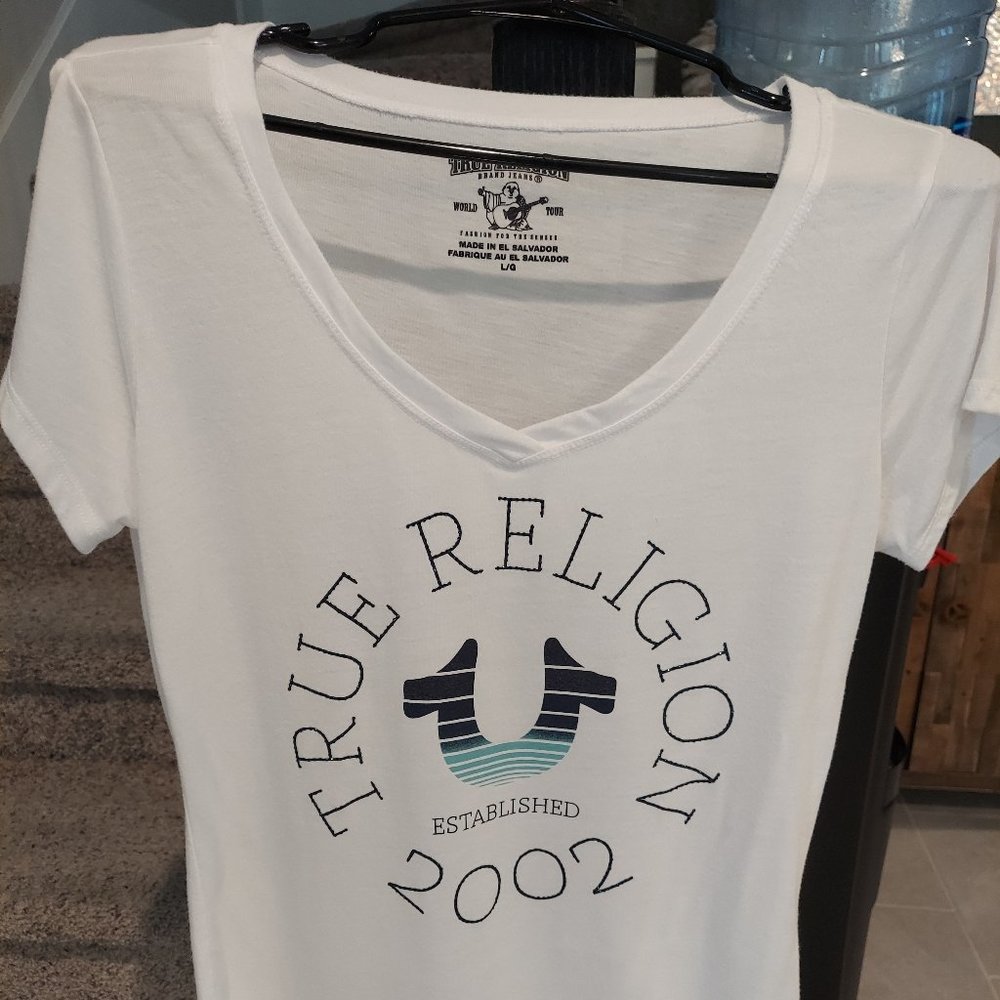 TRUE RELIGION
BRAND JEANS®
WORLD TOUR
FASHION FOR THE SENSES
MADE IN EL SALVADOR
FABRIQUE AU EL SALVADOR
L/G
TRUE RELIGION
ESTABLISHED
2002